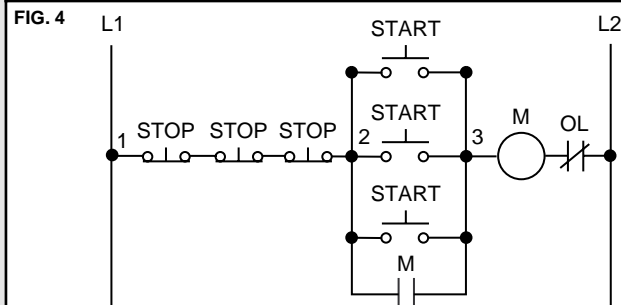 FIG. 4
L1
L2
START
1 STOP STOP STOP 2 START 3 M OL
START
M